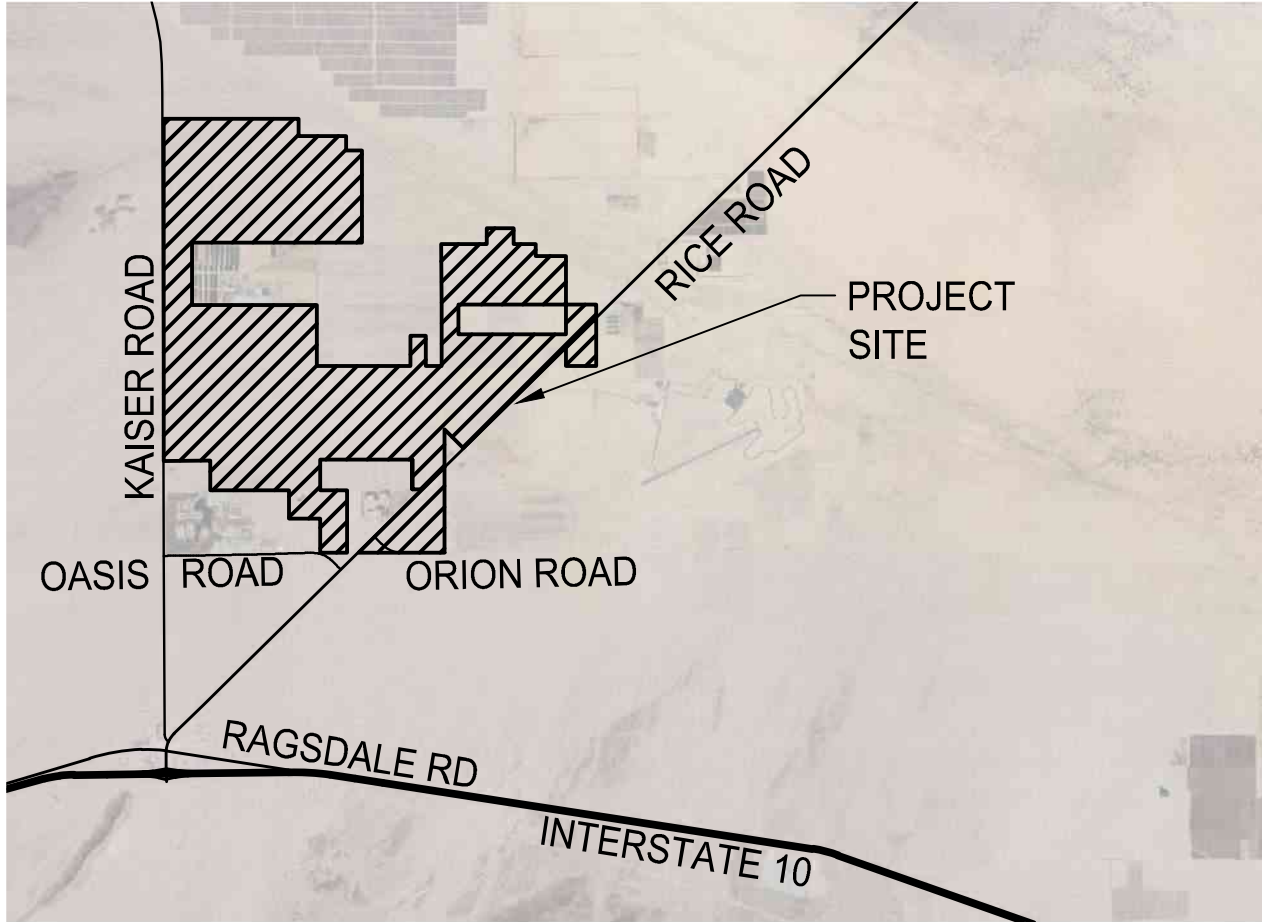 RICE ROAD
PROJECT
SITE
KAISER ROAD
OASIS ROAD
ORION ROAD
RAGSDALE RD
INTERSTATE 10